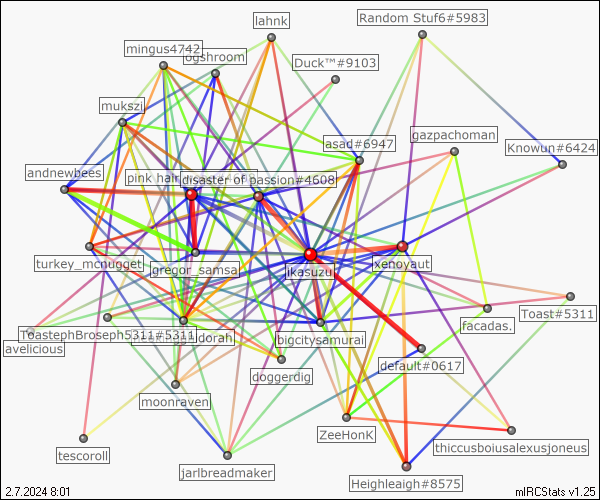 lahnk
Random Stuf6#5983
mingus4742
ogshroom
Duck™#9103
mukszi
asad#6947
gazpachoman
Knowun#6424
andnewbees
pink hair
disaster of passion#4608
turkey_mcnugget
gregor_samsa
ikasuzu
xenoyaut
Toast#5311
facadas.
ToastephBroseph5311#5311
dorah
bigcitysamurai
avelicious
default#0617
doggerdig
moonraven
ZeeHonK
thiccusboiusalexusjoneus
tescoroll
jarlbreadmaker
Heighleaigh#8575
2.7.2024 8:01
mIRCStats v1.25